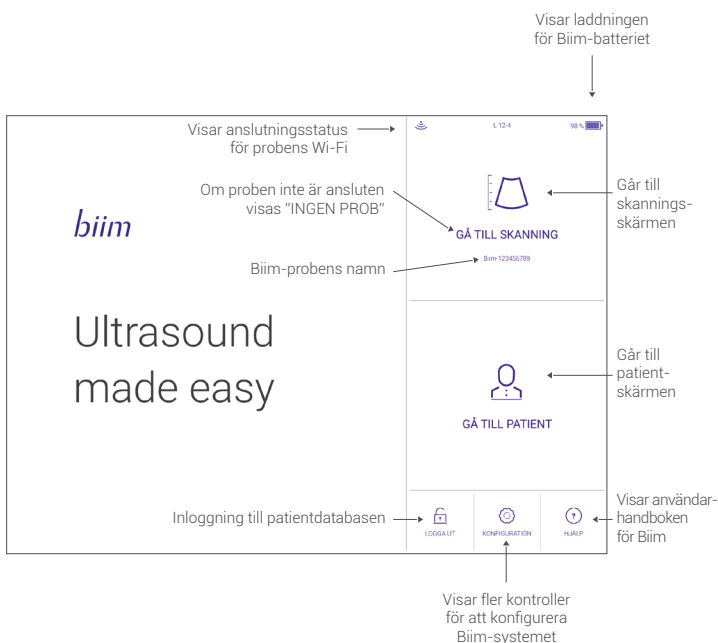 Visar laddningen
för Biim-batteriet
Visar anslutningsstatus
för probens Wi-Fi
L 12-4
98 %
Om proben inte är ansluten
visas "INGEN PROB"
Går till
skannings-
skärmen
biim
GÅ TILL SKANNING
Biim-probens namn
Biim-123456789
Ultrasound
made easy
Går till
patient-
skärmen
GÅ TILL PATIENT
Inloggning till patientdatabasen
LOGGA UT
KONFIGURATION
HJÄLP
Visar användar-
handboken
för Biim
Visar fler kontroller
för att konfigurera
Biim-systemet